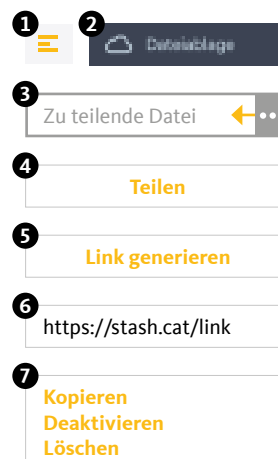 1
2
Dateiablage
3
Zu teilende Datei
4
Teilen
5
Link generieren
6
https://stash.cat/link
7
Kopieren
Deaktivieren
Löschen